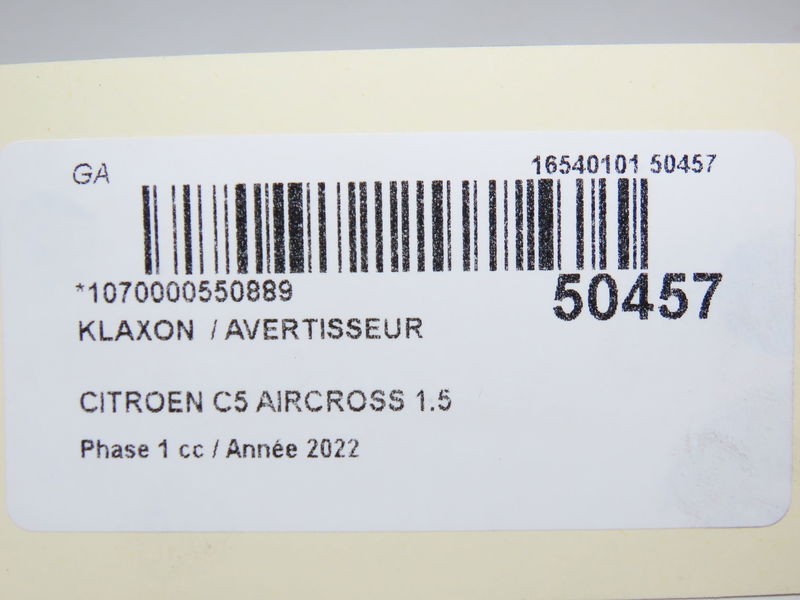 GA
16540101 50457
*1070000550889
50457
KLAXON / AVERTISSEUR
CITROEN C5 AIRCROSS 1.5
Phase 1 cc / Année 2022